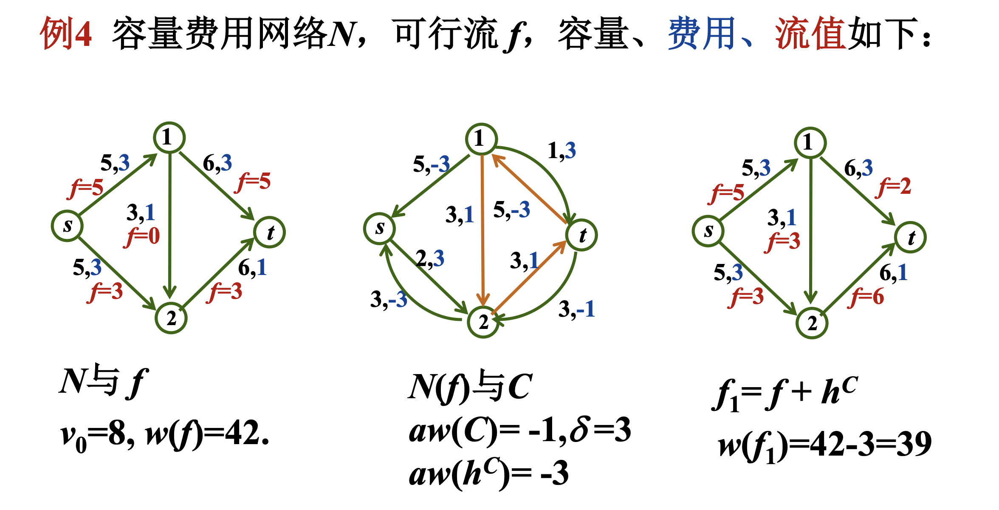 例4 容量费用网络N，可行流 f，容量、费用、流值如下：
1
5,3
6,3
f=5
f=5
3,1
s
f=0
t
5,3
6,1
f=3
f=3
2
N与 f
v₀=8, w(f)=42.
1
1,3
5,-3
3,1
5,-3
s
t
2,3
3,1
3,-3
3,-1
2
N(f)与C
aw(C)= -1,δ=3
aw(hᶜ)= -3
1
5,3
6,3
f=5
f=2
3,1
s
f=3
t
5,3
6,1
f=3
f=6
2
f₁= f + hᶜ
w(f₁)=42-3=39